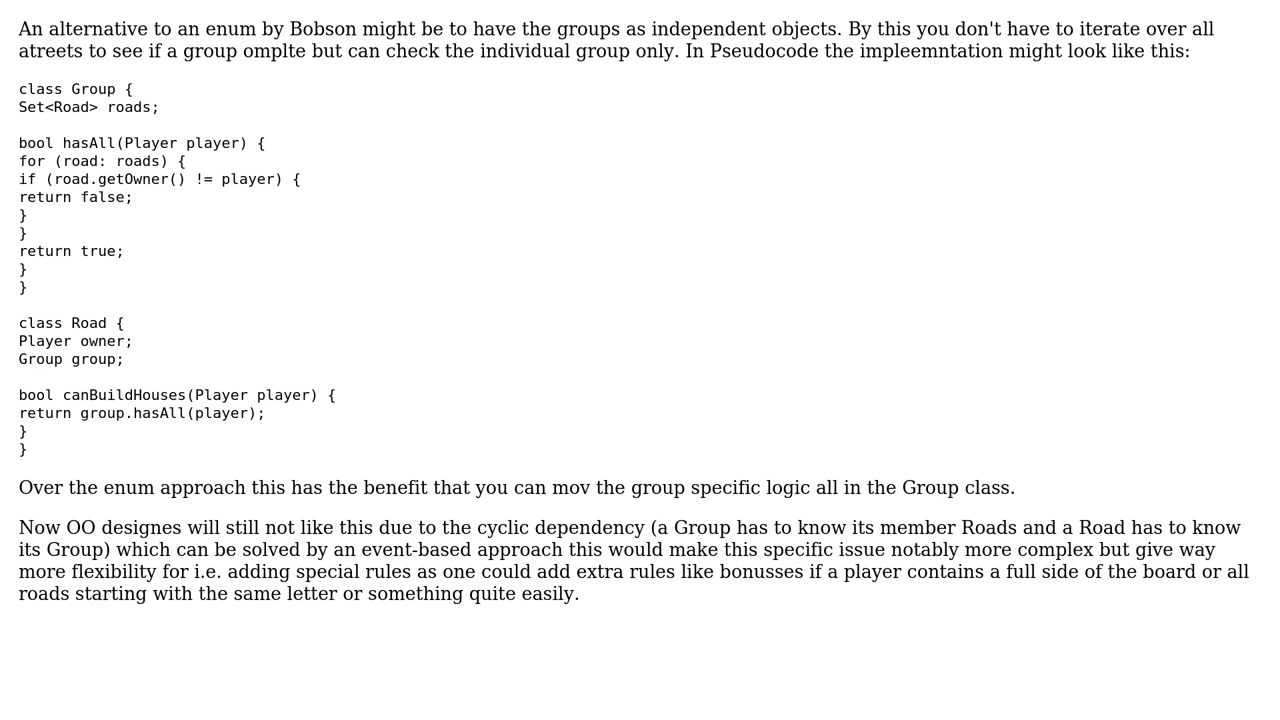 An alternative to an enum by Bobson might be to have the groups as independent objects. By this you don't have to iterate over all
atreets to see if a group omplte but can check the individual group only. In Pseudocode the impleemntation might look like this:
class Group {
Set<Road> roads;
bool hasAll(Player player) {
for (road: roads) {
if (road.getOwner() != player) {
return false;
}
}
return true;
}
}
class Road {
Player owner;
Group group;
bool canBuildHouses(Player player) {
return group.hasAll(player);
}
}
Over the enum approach this has the benefit that you can mov the group specific logic all in the Group class.
Now OO designes will still not like this due to the cyclic dependency (a Group has to know its member Roads and a Road has to know
its Group) which can be solved by an event-based approach this would make this specific issue notably more complex but give way
more flexibility for i.e. adding special rules as one could add extra rules like bonusses if a player contains a full side of the board or all
roads starting with the same letter or something quite easily.